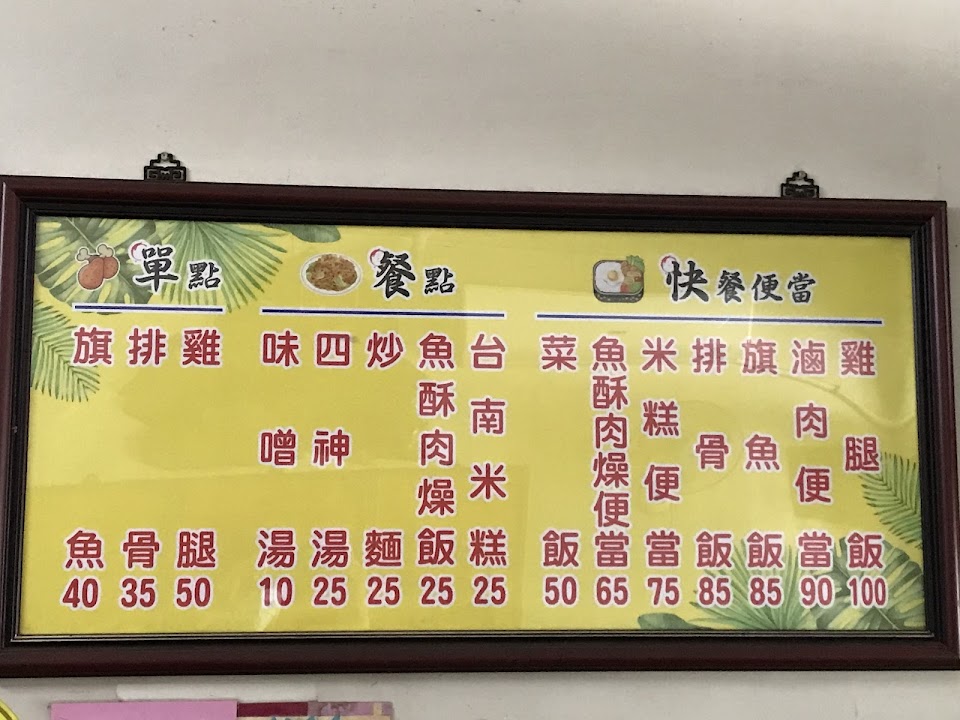 快餐便當
雞腿飯 100
滷肉便當 90
旗魚飯 85
排骨飯 85
米糕便當 75
魚酥肉燥便當 65
菜飯 50
餐點
台南米糕 25
魚酥肉燥飯 25
炒麵 25
四神湯 25
味噌湯 10
單點
雞腿 50
排骨 35
旗魚 40